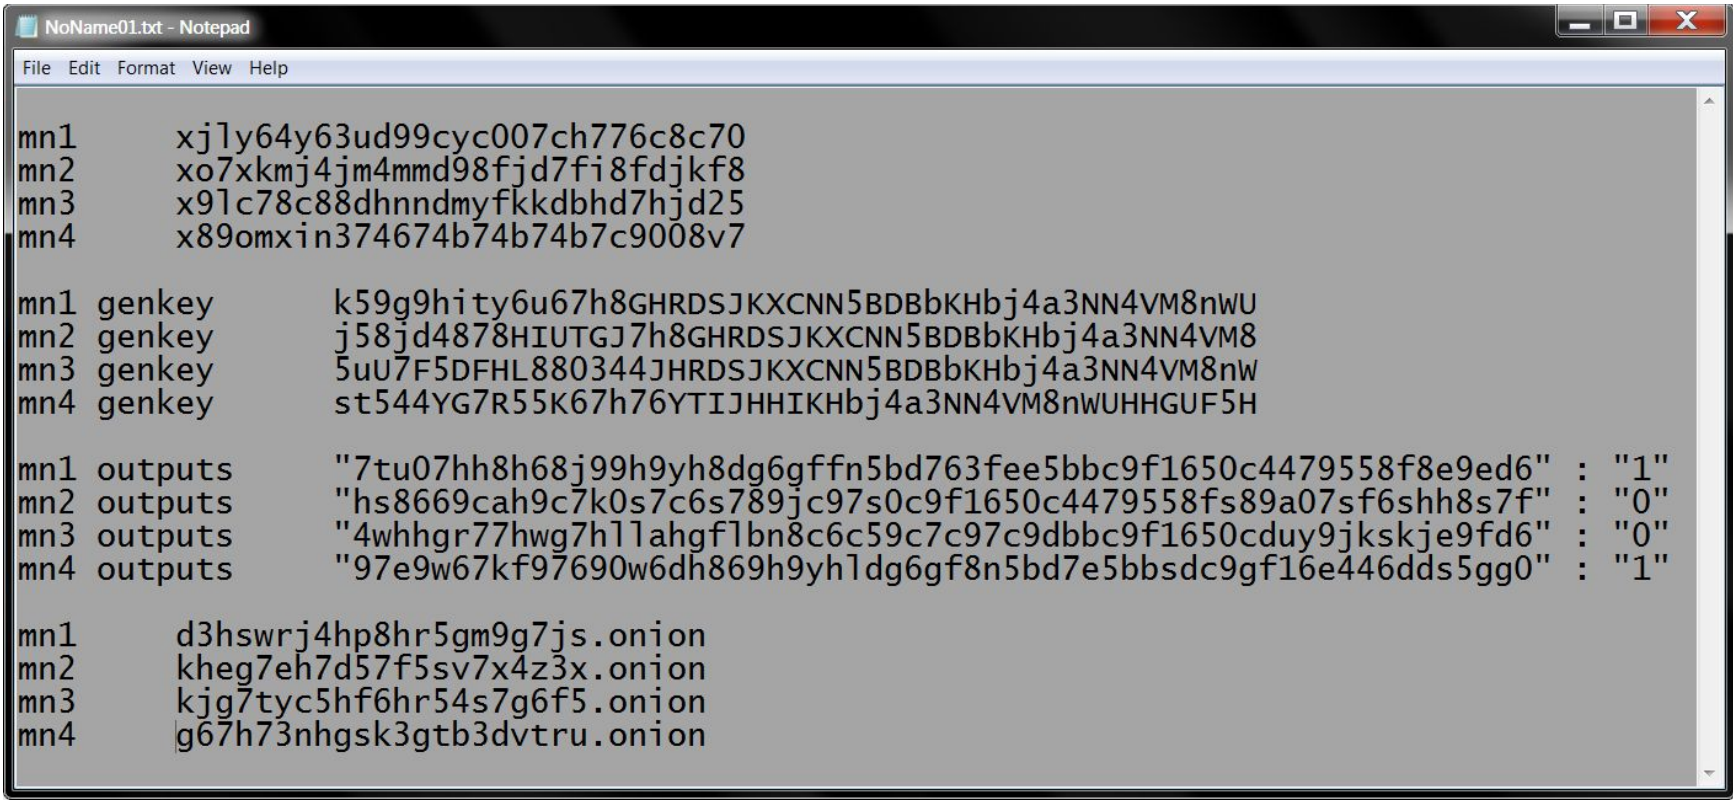 NoName01.txt - Notepad
File Edit Format View Help
mn1 xjly64y63ud99cyc007ch776c8c70
mn2 xo7xkmj4jm4mmd98fjd7fi8fdjkf8
mn3 x9lc78c88dhnndmyfkkdbhd7hjd25
mn4 x89omxin374674b74b74b7c9008v7
mn1 genkey k59g9hity6u67h8GHRDSJKXCNN5BDBbKHbj4a3NN4VM8nWU
mn2 genkey j58jd4878HIUTGJ7h8GHRDSJKXCNN5BDBbKHbj4a3NN4VM8
mn3 genkey 5uU7F5DFHL880344JHRDSJKXCNN5BDBbKHbj4a3NN4VM8nW
mn4 genkey st544YG7R55K67h76YTIJHHIKHbj4a3NN4VM8nWUHHGUF5H
mn1 outputs "7tu07hh8h68j99h9yh8dg6gffn5bd763fee5bbc9f1650c4479558f8e9ed6" : "1"
mn2 outputs "hs8669cah9c7k0s7c6s789jc97s0c9f1650c4479558fs89a07sf6shh8s7f" : "0"
mn3 outputs "4whhgr77hwg7hllahgflbn8c6c59c7c97c9dbbc9f1650cduy9jkskje9fd6" : "0"
mn4 outputs "97e9w67kf97690w6dh869h9yhldg6gf8n5bd7e5bbsdc9gf16e446dds5gg0" : "1"
mn1 d3hswrj4hp8hr5gm9g7js.onion
mn2 kheg7eh7d57f5sv7x4z3x.onion
mn3 kjg7tyc5hf6hr54s7g6f5.onion
mn4 g67h73nhgsk3gtb3dvtru.onion